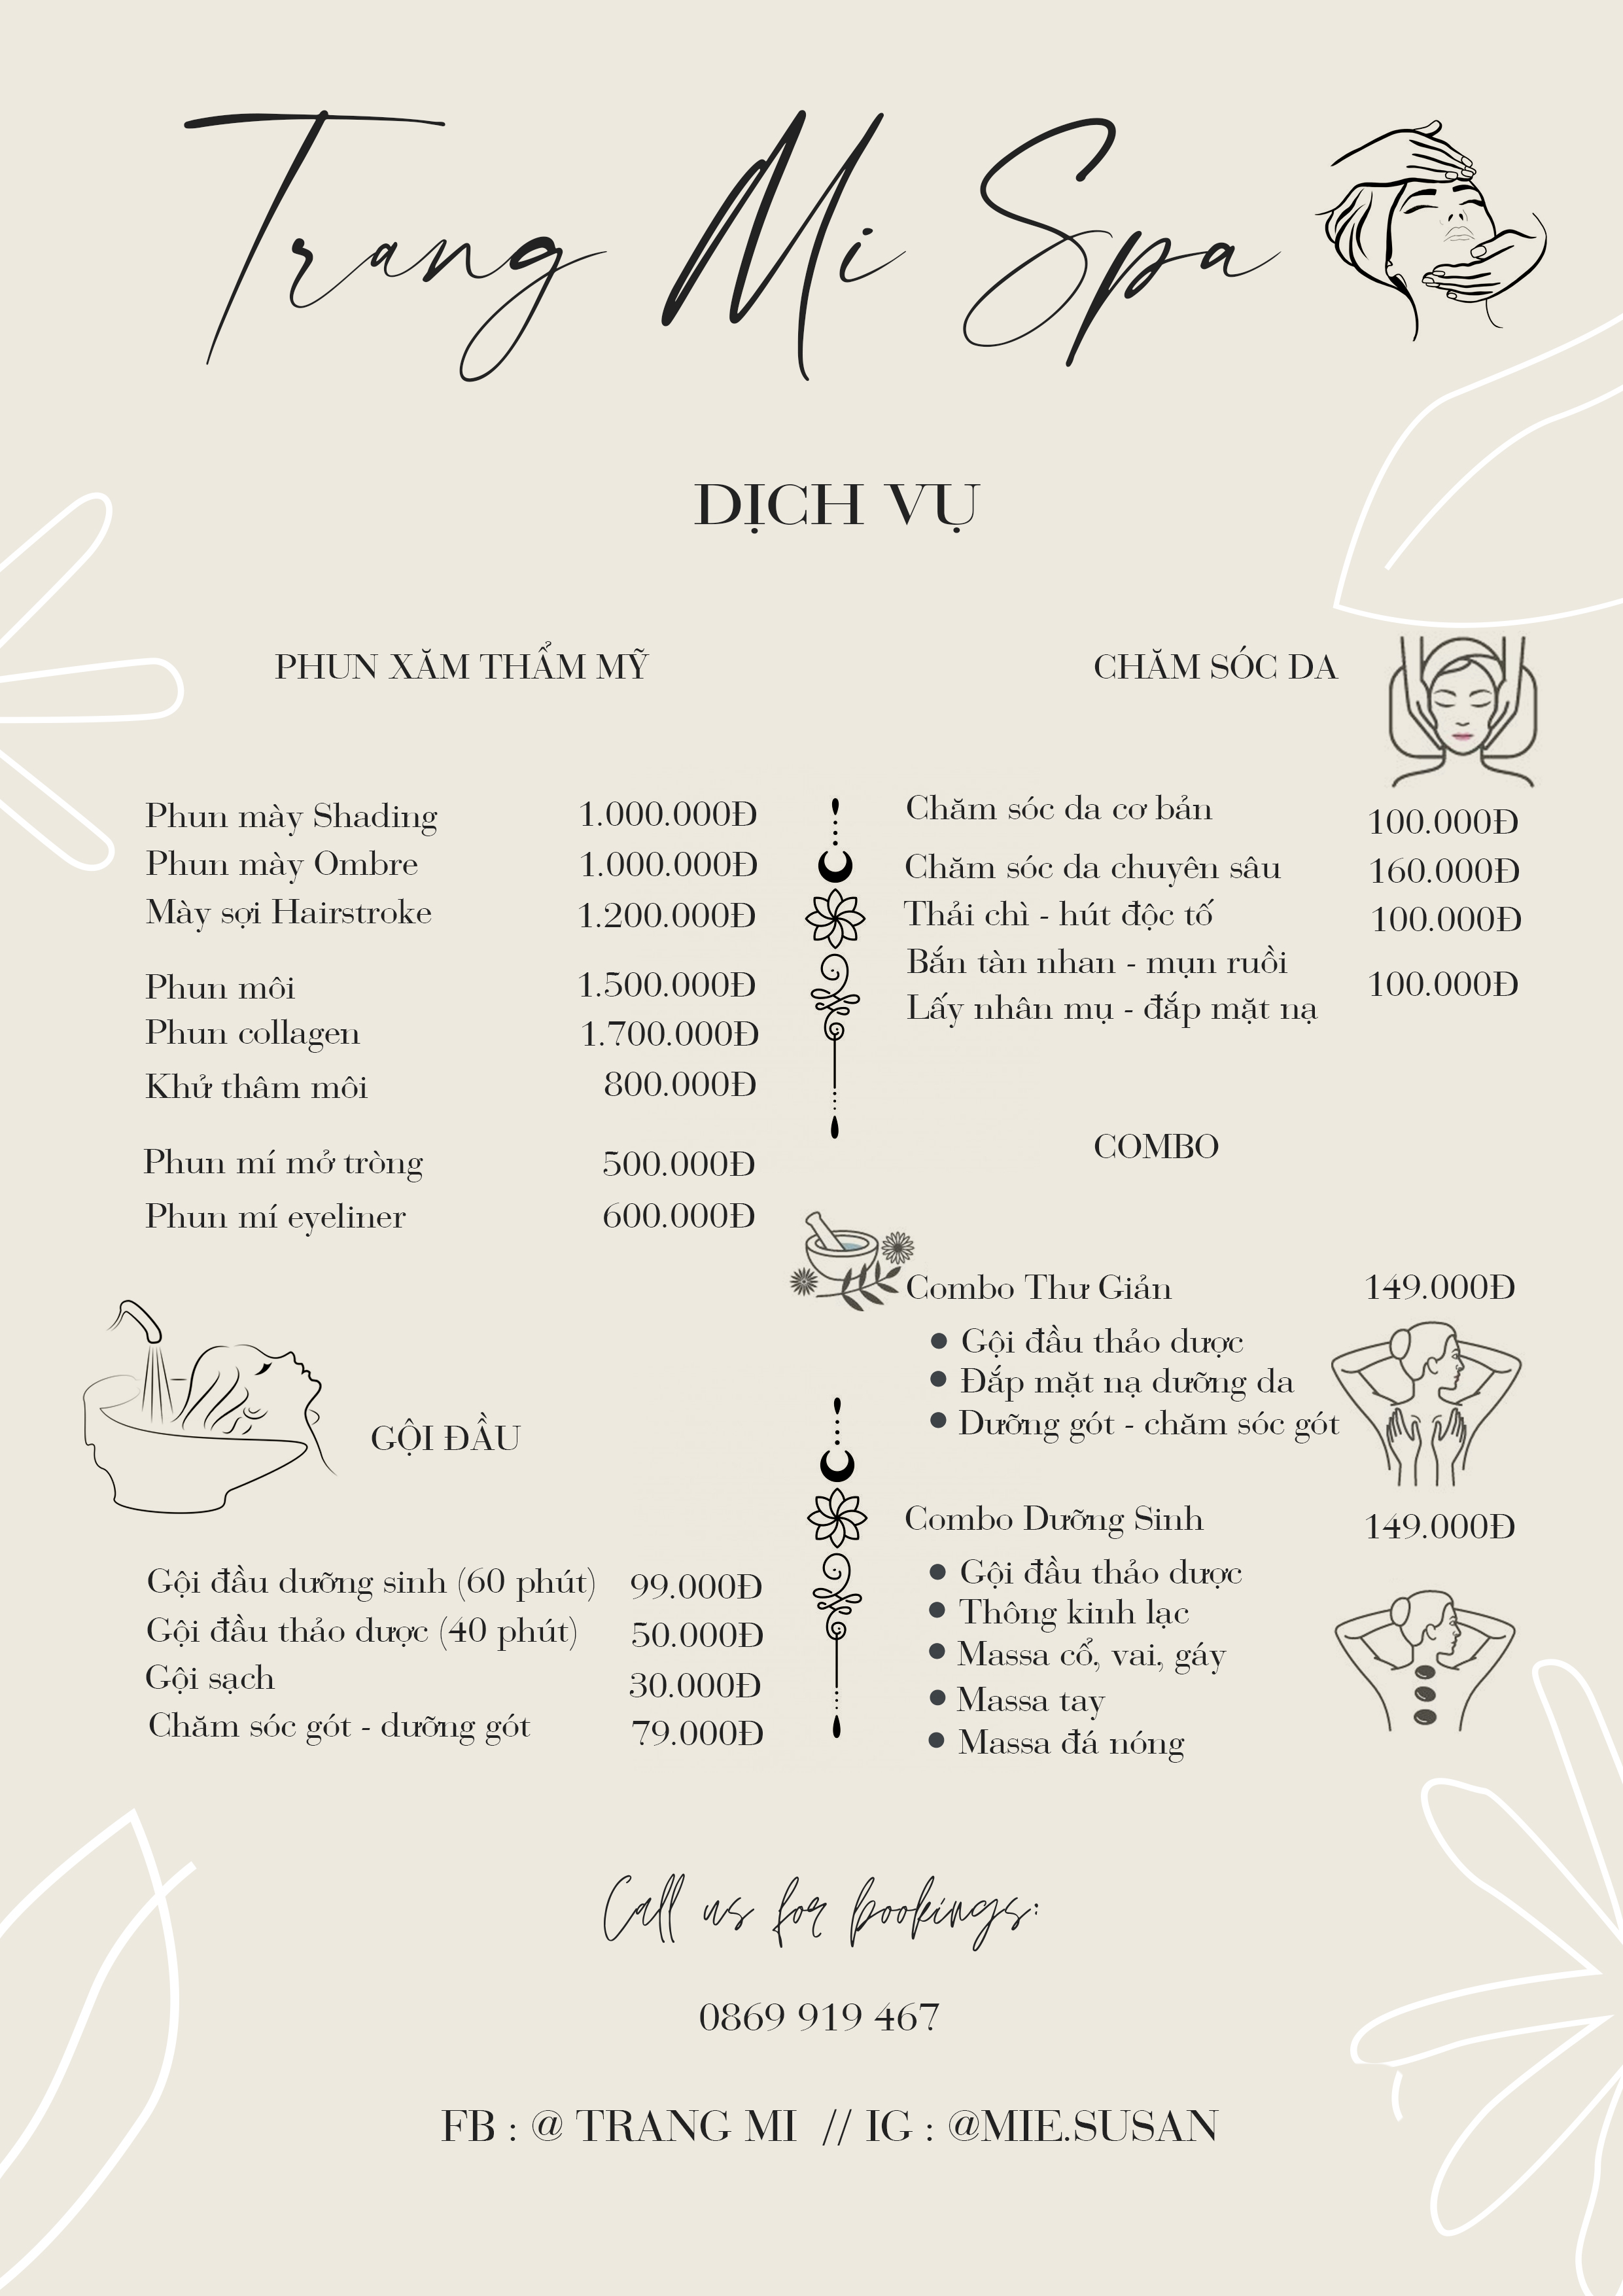 Trang Mi Spa
DỊCH VỤ
PHUN XĂM THẨM MỸ
Phun mày Shading 1.000.000Đ
Phun mày Ombre 1.000.000Đ
Mày sợi Hairstroke 1.200.000Đ
Phun môi 1.500.000Đ
Phun collagen 1.700.000Đ
Khử thâm môi 800.000Đ
Phun mí mở tròng 500.000Đ
Phun mí eyeliner 600.000Đ
GỘI ĐẦU
Gội đầu dưỡng sinh (60 phút) 99.000Đ
Gội đầu thảo dược (40 phút) 50.000Đ
Gội sạch 30.000Đ
Chăm sóc gót - dưỡng gót 79.000Đ
CHĂM SÓC DA
Chăm sóc da cơ bản 100.000Đ
Chăm sóc da chuyên sâu 160.000Đ
Thải chì - hút độc tố 100.000Đ
Bắn tàn nhan - mụn ruồi
100.000Đ
Lấy nhân mụ - đắp mặt nạ
COMBO
Combo Thư Giản 149.000Đ
• Gội đầu thảo dược
• Đắp mặt nạ dưỡng da
• Dưỡng gót - chăm sóc gót
Combo Dưỡng Sinh 149.000Đ
• Gội đầu thảo dược
• Thông kinh lạc
• Massa cổ, vai, gáy
• Massa tay
• Massa đá nóng
Call us for bookings:
0869 919 467
FB : @ TRANG MI // IG : @MIE.SUSAN